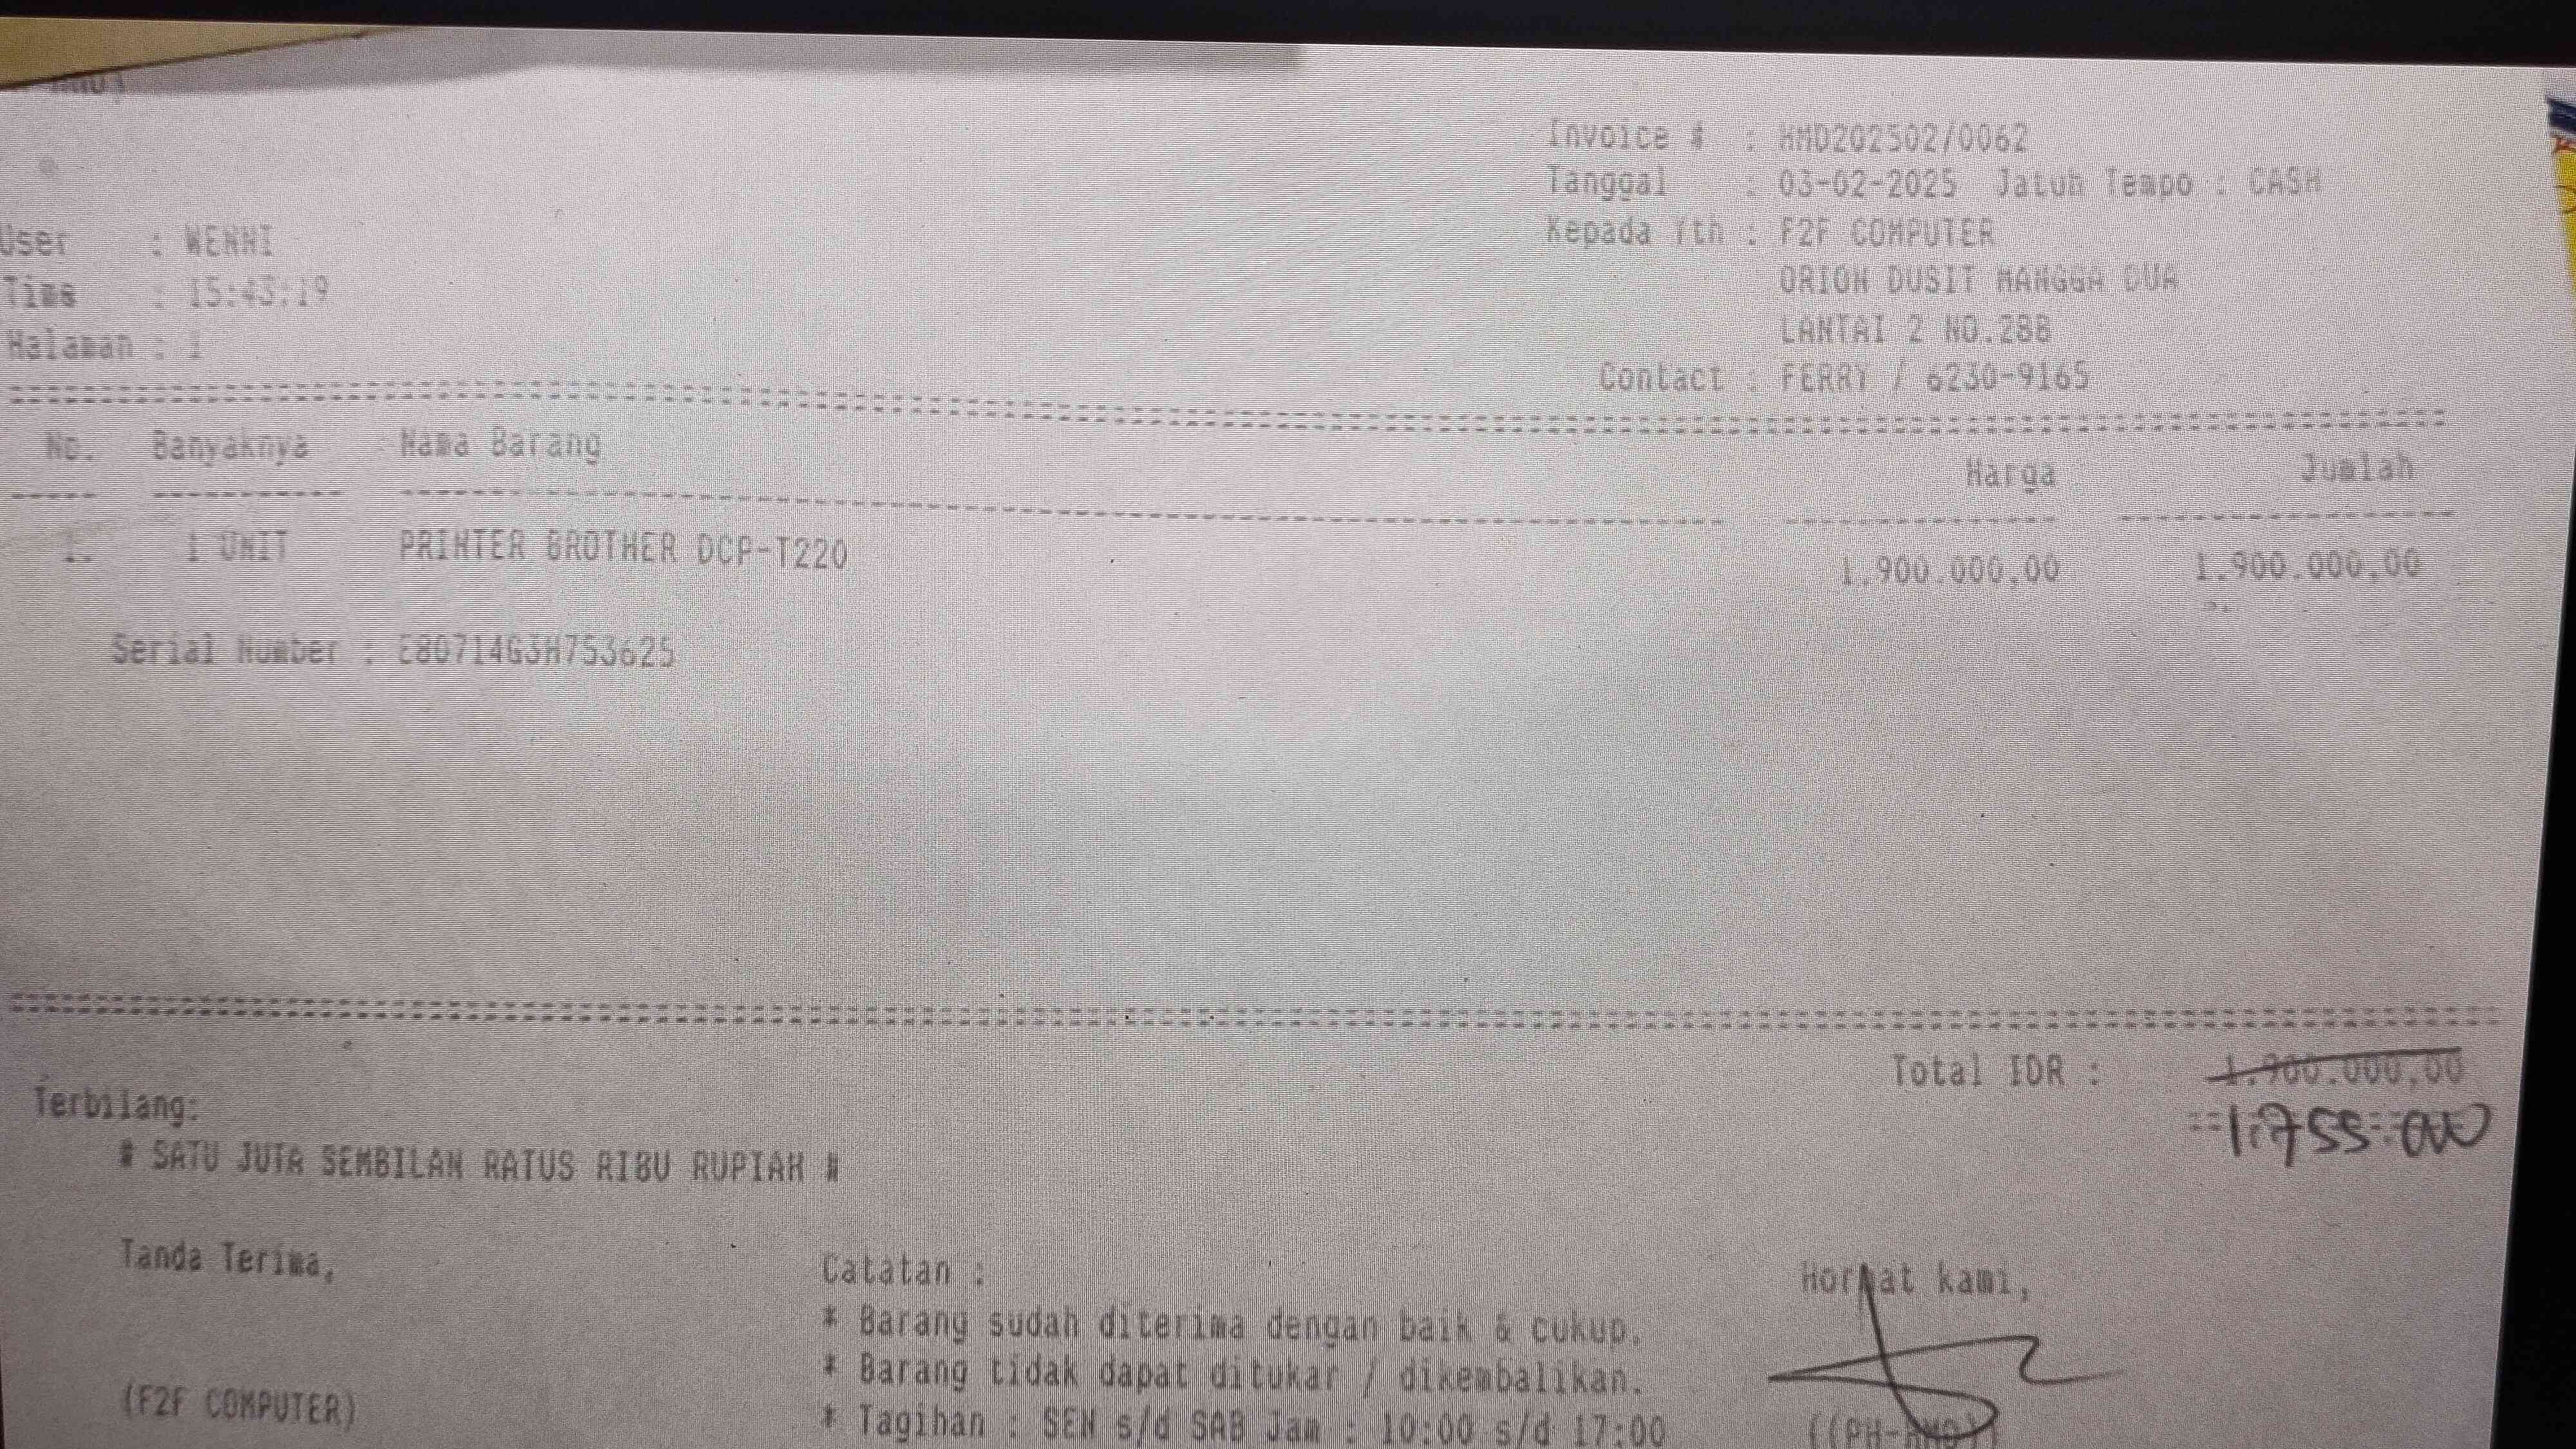 Invoice # : HMD202502/0062
Tanggal : 03-02-2025 Jatuh Tempo : CASH
User : WENHI Kepada Yth : F2F COMPUTER
Time : 15:43:19 ORION DUSIT MANGGA DUA
Halaman : 1 LANTAI 2 NO.28B
Contact : FERRY / 6230-9165
No. Banyaknya Nama Barang Harga Jumlah
1. 1 UNIT PRINTER BROTHER DCP-T220 1.900.000,00 1.900.000,00
Serial Number : E80714G3H753625
Total IDR : 1.900.000,00
Terbilang:
# SATU JUTA SEMBILAN RATUS RIBU RUPIAH #
Tanda Terima, Catatan : Hormat kami,
* Barang sudah diterima dengan baik & cukup.
* Barang tidak dapat ditukar / dikembalikan.
(F2F COMPUTER) * Tagihan : SEN s/d SAB Jam : 10:00 s/d 17:00